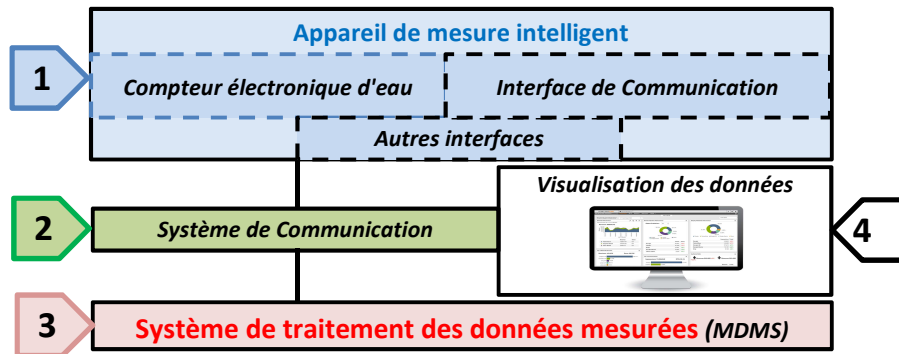 Appareil de mesure intelligent
1
Compteur électronique d'eau
Interface de Communication
Autres interfaces
Visualisation des données
2
Système de Communication
4
3
Système de traitement des données mesurées (MDMS)